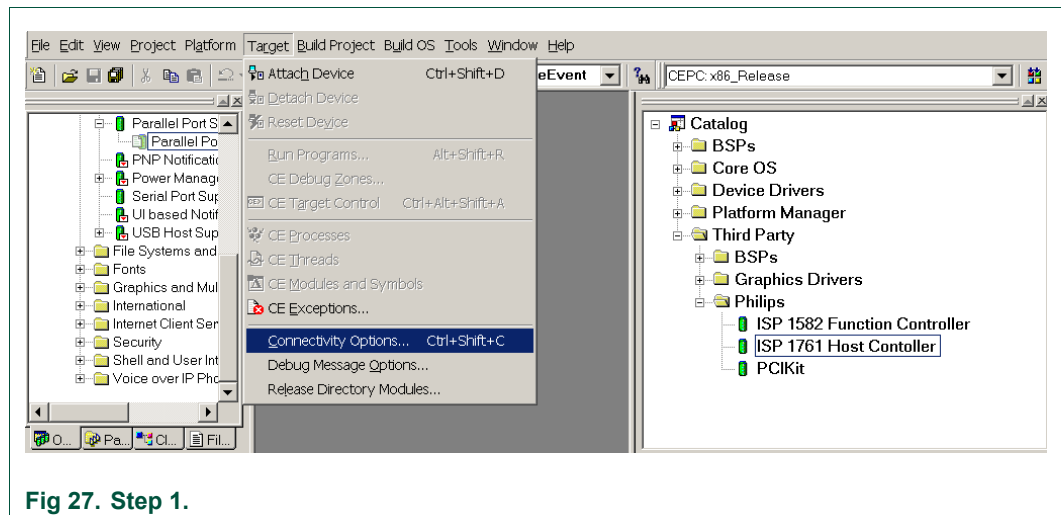 File Edit View Project Platform Target Build Project Build OS Tools Window Help
eEvent CEPC: x86_Release
Parallel Port S
Parallel Po
PNP Notificatio
Power Manag
Serial Port Sup
UI based Notif
USB Host Sup
File Systems and
Fonts
Graphics and Mul
International
Internet Client Ser
Security
Shell and User Int
Voice over IP Pho
O... Pa... Cl... Fil...
Attach Device Ctrl+Shift+D
Detach Device
Reset Device
Run Programs... Alt+Shift+R
CE Debug Zones...
CE Target Control Ctrl+Alt+Shift+A
CE Processes
CE Threads
CE Modules and Symbols
CE Exceptions...
Connectivity Options... Ctrl+Shift+C
Debug Message Options...
Release Directory Modules...
Catalog
BSPs
Core OS
Device Drivers
Platform Manager
Third Party
BSPs
Graphics Drivers
Philips
ISP 1582 Function Controller
ISP 1761 Host Contoller
PCIKit
Fig 27. Step 1.